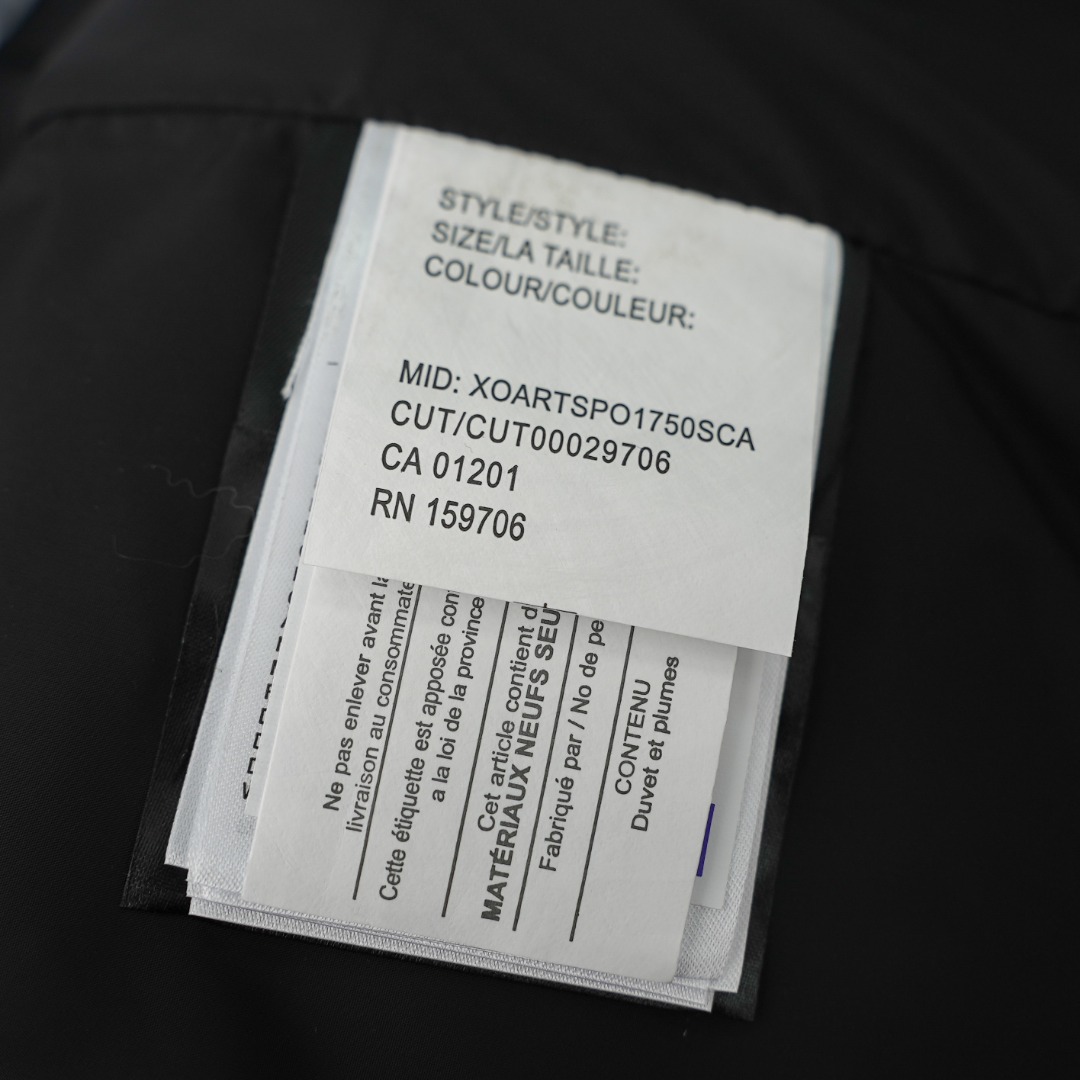 STYLE/STYLE:
SIZE/LA TAILLE:
COLOUR/COULEUR:
MID: XOARTSPO1750SCA
CUT/CUT00029706
CA 01201
RN 159706
Ne pas enlever avant
livraison au consommate
Cette étiquette est apposée con
a la loi de la province
Cet article contient d
MATÉRIAUX NEUFS SEU
Fabriqué par / No de pe
CONTENU
Duvet et plumes